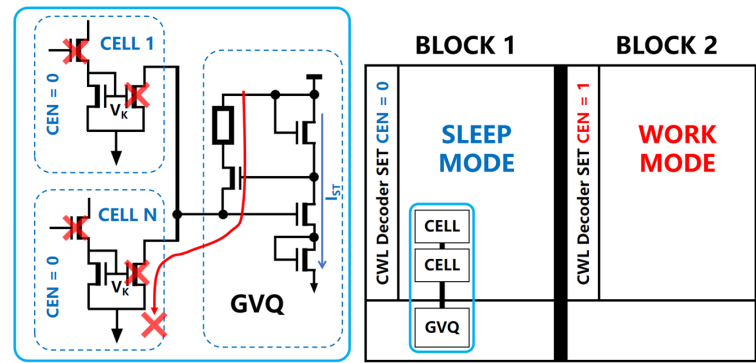 CELL 1
CEN = 0
VK
CELL N
CEN = 0
VK
IST
GVQ
BLOCK 1
BLOCK 2
CWL Decoder SET CEN = 0
SLEEP
MODE
CELL
CELL
GVQ
CWL Decoder SET CEN = 1
WORK
MODE